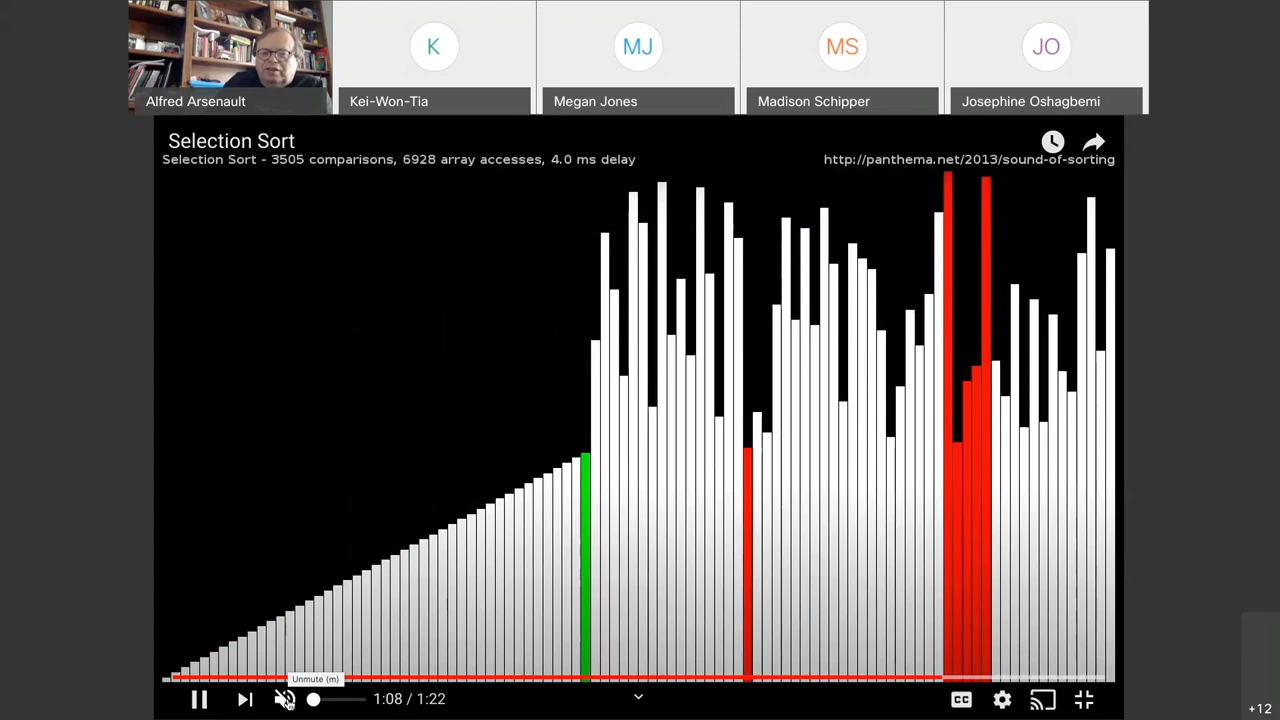 K
MJ
MS
JO
Alfred Arsenault
Kei-Won-Tia
Megan Jones
Madison Schipper
Josephine Oshagbemi
Selection Sort
Selection Sort - 3505 comparisons, 6928 array accesses, 4.0 ms delay
http://panthema.net/2013/sound-of-sorting
Unmute (m)
1:08 / 1:22
CC
+12